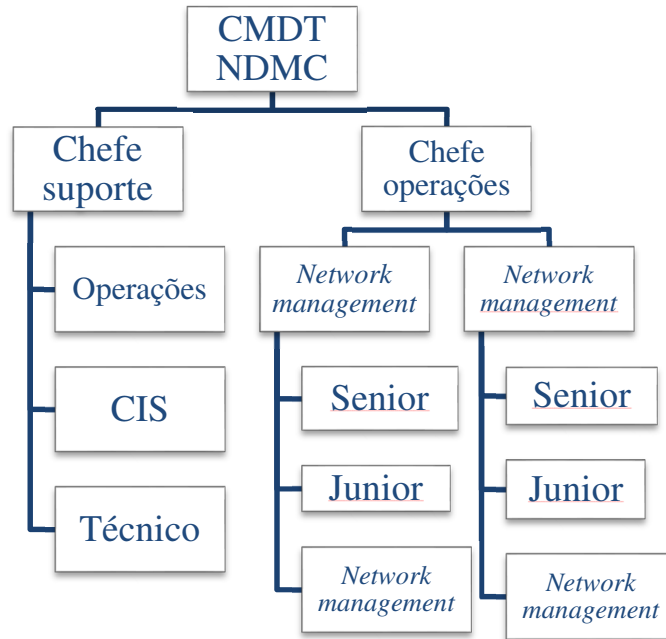 CMDT
NDMC
Chefe
suporte
Chefe
operações
Operações
CIS
Técnico
Network
management
Senior
Junior
Network
management
Network
management
Senior
Junior
Network
management